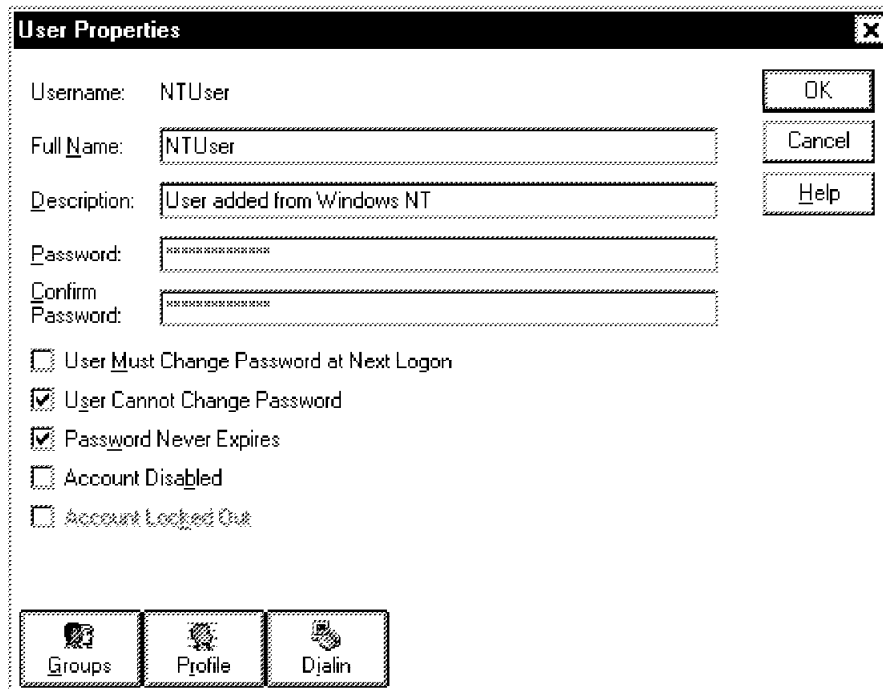 User Properties
Username: NTUser
OK
Full Name: NTUser
Cancel
Description: User added from Windows NT
Help
Password: **************
Confirm
Password: **************
User Must Change Password at Next Logon
User Cannot Change Password
Password Never Expires
Account Disabled
Account Locked Out
Groups Profile Dialin